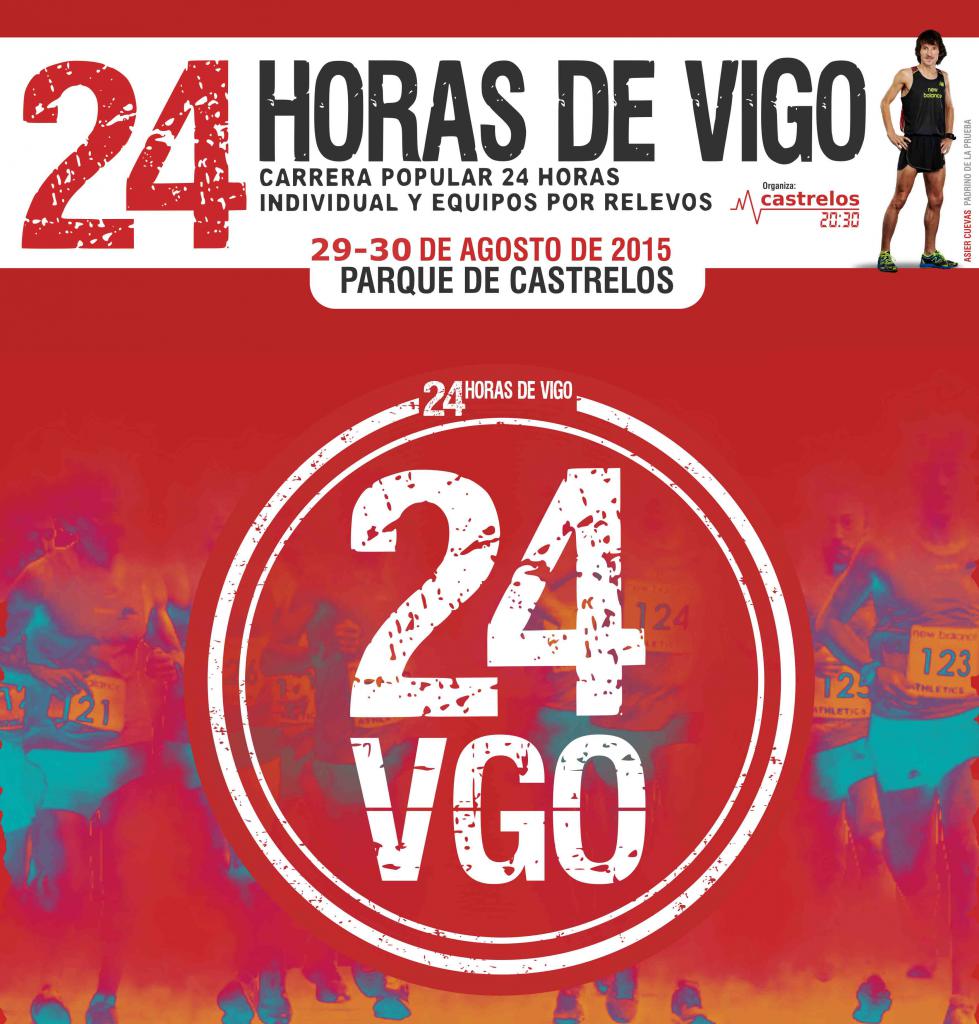 24 HORAS DE VIGO
CARRERA POPULAR 24 HORAS
INDIVIDUAL Y EQUIPOS POR RELEVOS
Organiza:
castrelos
20:30
29-30 DE AGOSTO DE 2015
PARQUE DE CASTRELOS
new balance
ASIER CUEVAS PADRINO DE LA PRUEBA
24 HORAS DE VIGO
24
VGO
121
124
125
ATHLETICS
new balance
123
ATHLETICS